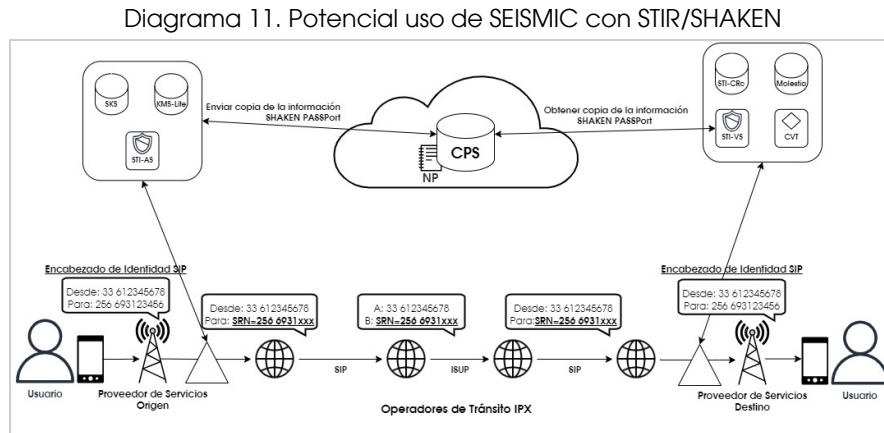 Diagrama 11. Potencial uso de SEISMIC con STIR/SHAKEN
SKS
KMS-Lite
STI-AS
Enviar copia de la información
SHAKEN PASSPort
CPS
NP
Obtener copia de la información
SHAKEN PASSPort
STI-CRc
Molestia
STI-VS
CVT
Encabezado de Identidad SIP
Desde: 33 612345678
Para: 256 693123456
Desde: 33 612345678
Para: SRN=256 6931xxx
A: 33 612345678
B: SRN=256 6931xxx
Desde: 33 612345678
Para:SRN=256 6931xxx
Encabezado de Identidad SIP
Desde: 33 612345678
Para: 256 693123456
SIP
ISUP
SIP
Usuario
Proveedor de Servicios
Origen
Operadores de Tránsito IPX
Proveedor de Servicios
Destino
Usuario